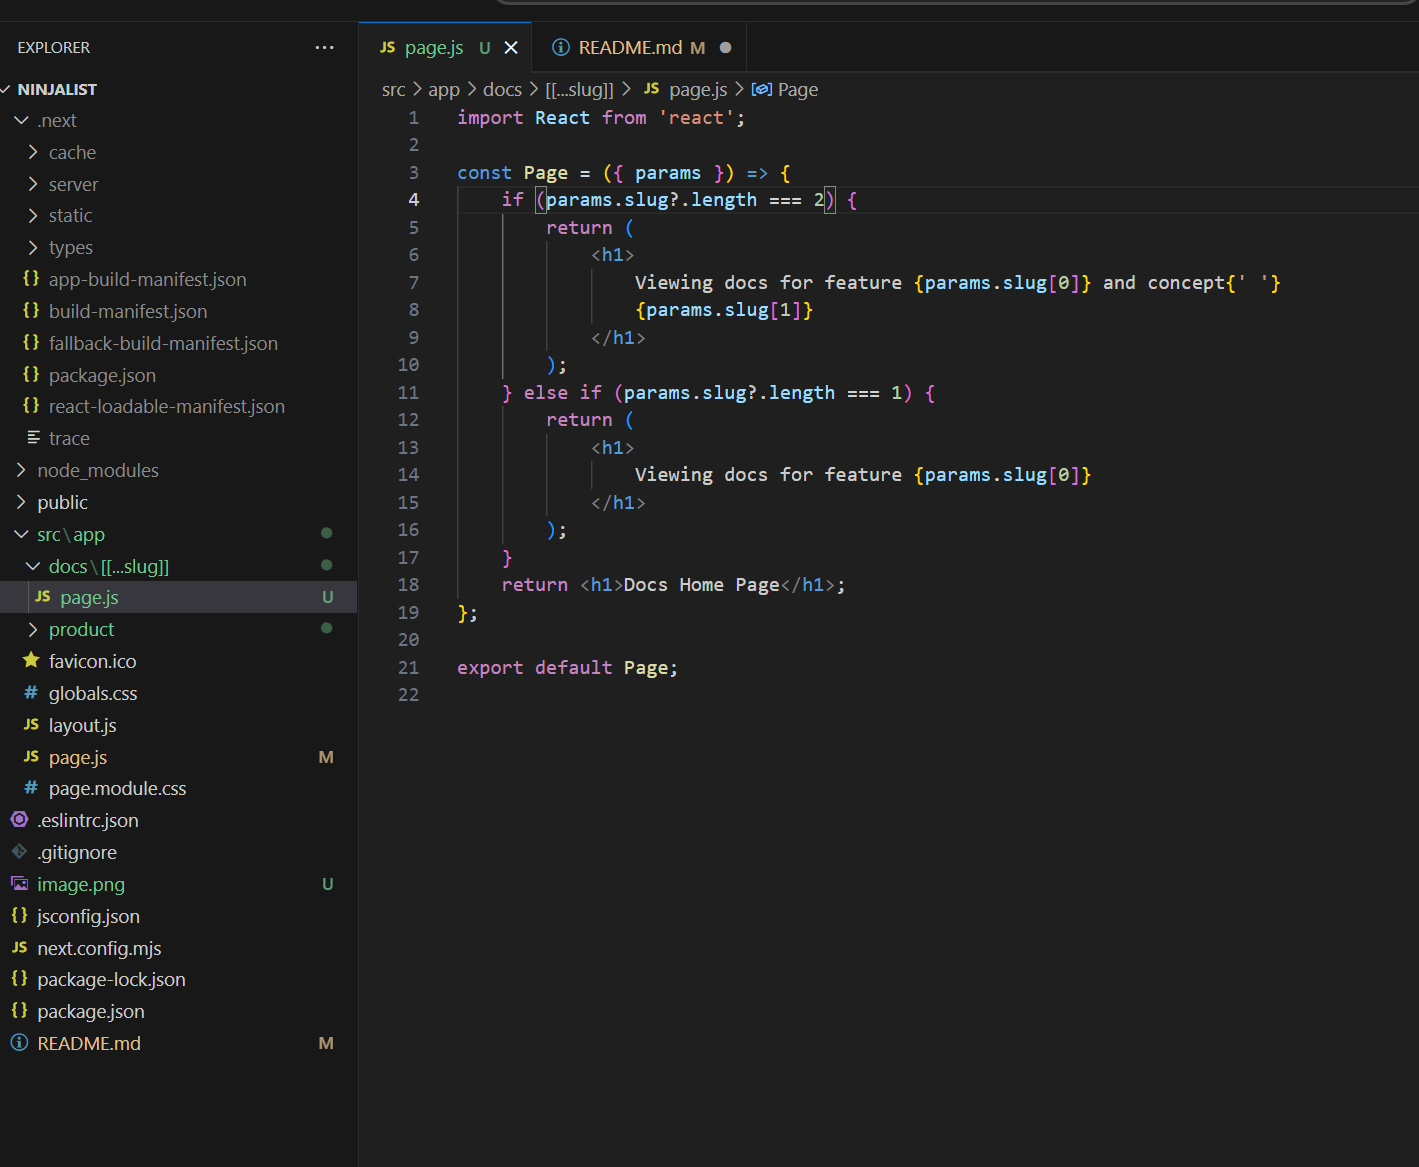 EXPLORER
NINJALIST
.next
cache
server
static
types
{} app-build-manifest.json
{} build-manifest.json
{} fallback-build-manifest.json
{} package.json
{} react-loadable-manifest.json
trace
node_modules
public
src\app
docs\[[...slug]]
JS page.js U
product
favicon.ico
# globals.css
JS layout.js
JS page.js M
# page.module.css
.eslintrc.json
.gitignore
image.png U
{} jsconfig.json
JS next.config.mjs
{} package-lock.json
{} package.json
README.md M
JS page.js U README.md M
src > app > docs > [[...slug]] > JS page.js > Page
1 import React from 'react';
2
3 const Page = ({ params }) => {
4 if (params.slug?.length === 2) {
5 return (
6 <h1>
7 Viewing docs for feature {params.slug[0]} and concept{' '}
8 {params.slug[1]}
9 </h1>
10 );
11 } else if (params.slug?.length === 1) {
12 return (
13 <h1>
14 Viewing docs for feature {params.slug[0]}
15 </h1>
16 );
17 }
18 return <h1>Docs Home Page</h1>;
19 };
20
21 export default Page;
22